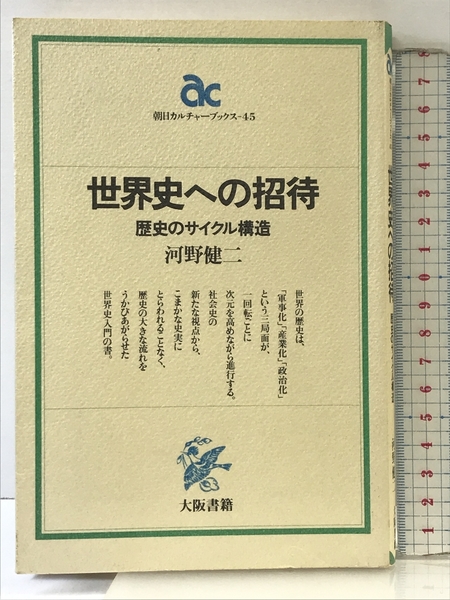 ac
朝日カルチャーブックス-45
世界史への招待
歴史のサイクル構造
河野健二
世界の歴史は、
「軍事化」「産業化」「政治化」
という三局面が、
一回転ごとに
次元を高めながら進行する。
社会史の
新たな視点から、
こまかな史実に
とらわれることなく、
歴史の大きな流れを
うかびあがらせた
世界史入門の書。
大阪書籍